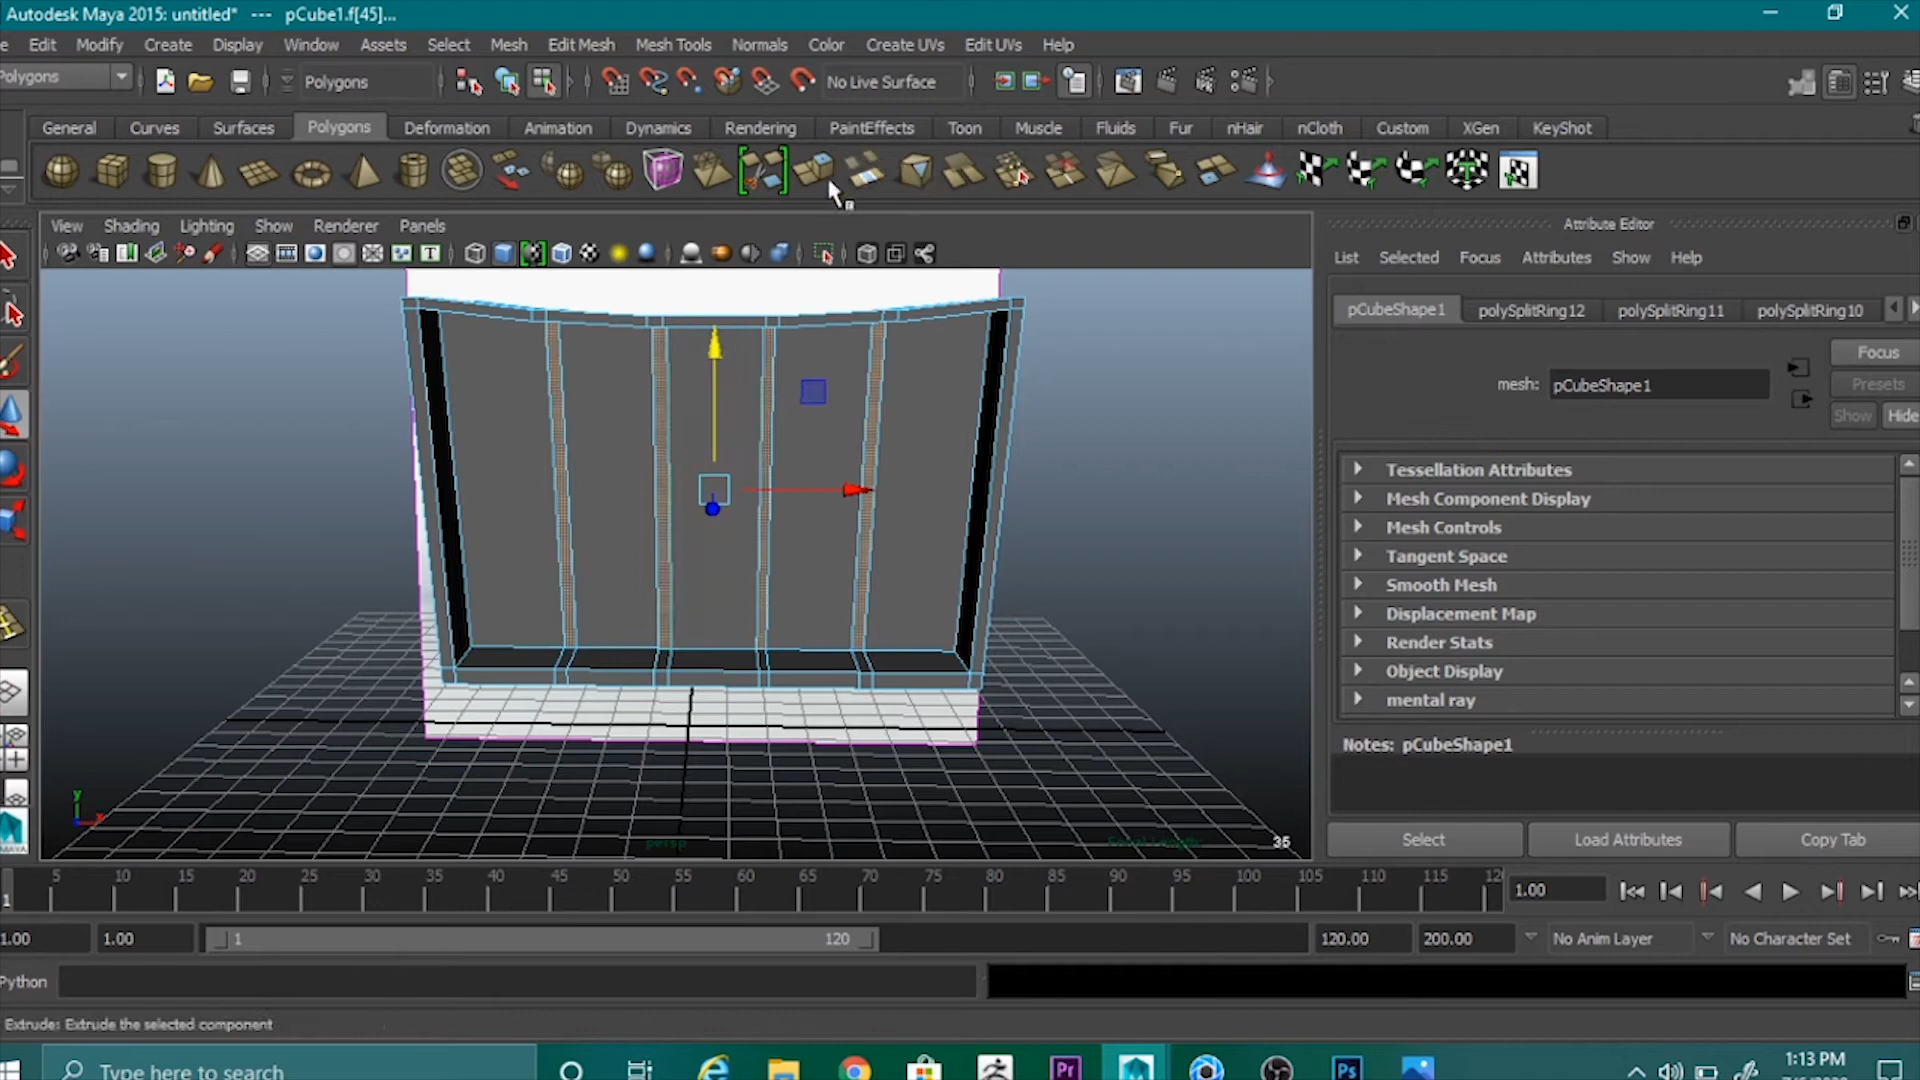 Autodesk Maya 2015: untitled* --- pCube1.f[45]...
e Edit Modify Create Display Window Assets Select Mesh Edit Mesh Mesh Tools Normals Color Create UVs Edit UVs Help
Polygons Polygons No Live Surface
General Curves Surfaces Polygons Deformation Animation Dynamics Rendering PaintEffects Toon Muscle Fluids Fur nHair nCloth Custom XGen KeyShot
View Shading Lighting Show Renderer Panels
Attribute Editor
List Selected Focus Attributes Show Help
pCubeShape1 polySplitRing12 polySplitRing11 polySplitRing10
Focus
mesh: pCubeShape1
Presets
Show Hide
Tessellation Attributes
Mesh Component Display
Mesh Controls
Tangent Space
Smooth Mesh
Displacement Map
Render Stats
Object Display
mental ray
Notes: pCubeShape1
y
x
persp
35
Select Load Attributes Copy Tab
MAYA
1
5 10 15 20 25 30 35 40 45 50 55 60 65 70 75 80 85 90 95 100 105 110 115 12
1.00
1.00 1.00 1 120 120.00 200.00 No Anim Layer No Character Set
Python
Extrude: Extrude the selected component
Type here to search
Pr
Ps
1:13 PM